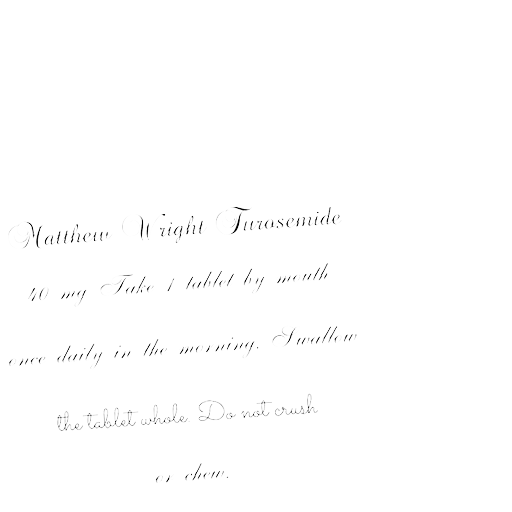 Matthew Wright Furosemide
40 mg Take 1 tablet by mouth
once daily in the morning. Swallow
the tablet whole. Do not crush
or chew.